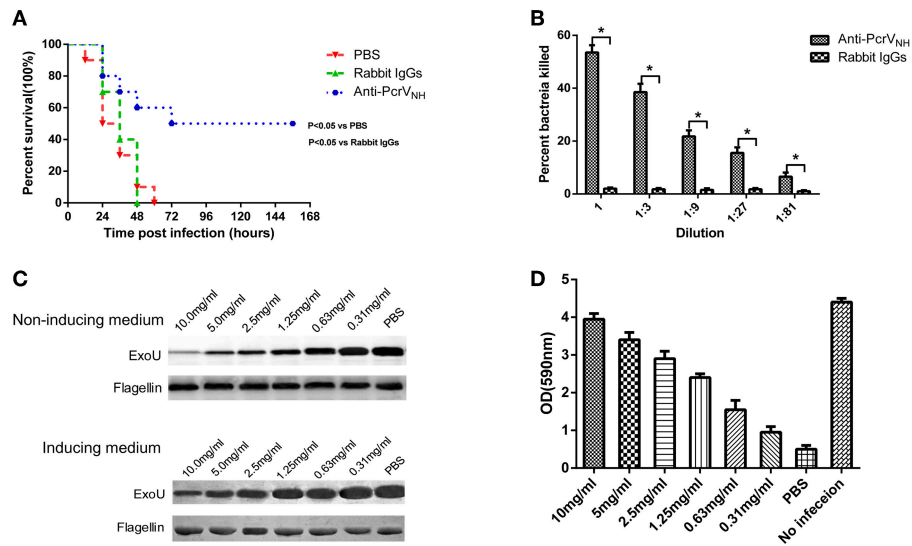 A
Percent survival(100%)
100
80
60
40
20
0
0 24 48 72 96 120 144 168
Time post infection (hours)
PBS
Rabbit IgGs
Anti-PcrVNH
P<0.05 vs PBS
P<0.05 vs Rabbit IgGs
B
Percent bactreia killed
60
40
20
0
1 1:3 1:9 1:27 1:81
Dilution
* * * * *
Anti-PcrVNH
Rabbit IgGs
C
10.0mg/ml 5.0mg/ml 2.5mg/ml 1.25mg/ml 0.63mg/ml 0.31mg/ml PBS
Non-inducing medium
ExoU
Flagellin
10.0mg/ml 5.0mg/ml 2.5mg/ml 1.25mg/ml 0.63mg/ml 0.31mg/ml PBS
Inducing medium
ExoU
Flagellin
D
OD(590nm)
5
4
3
2
1
0
10mg/ml 5mg/ml 2.5mg/ml 1.25mg/ml 0.63mg/ml 0.31mg/ml PBS No infeceion